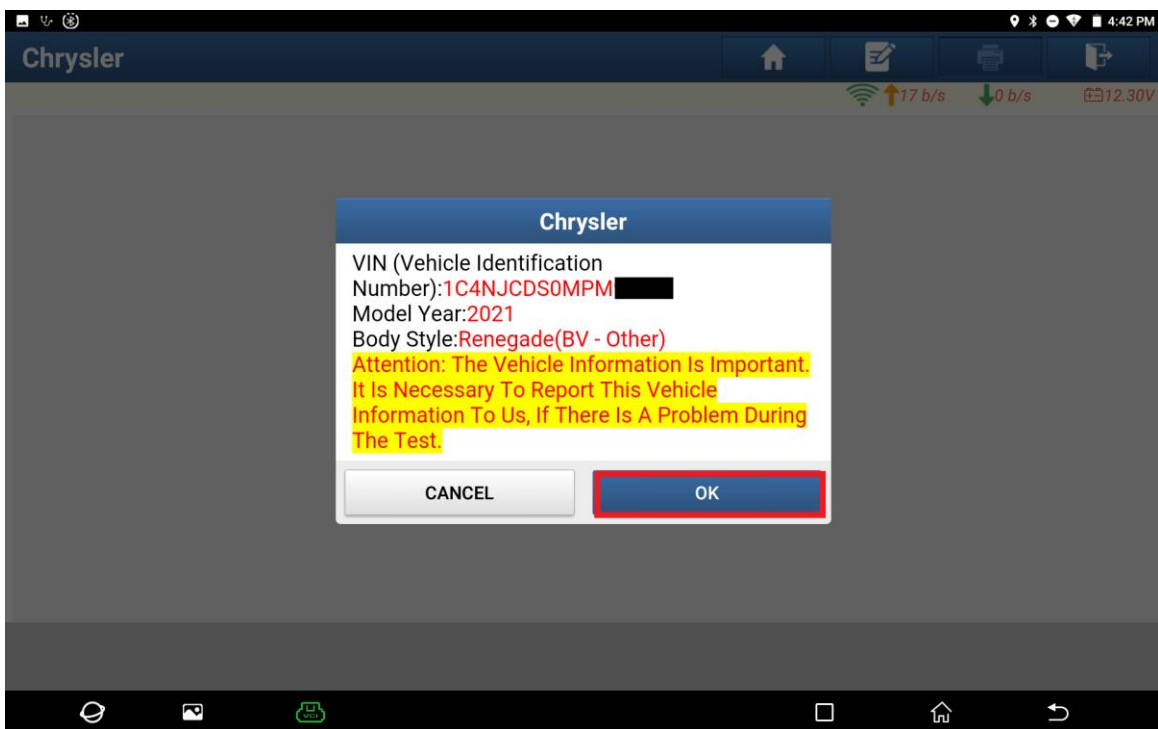 4:42 PM
Chrysler
17 b/s 0 b/s 12.30V
Chrysler
VIN (Vehicle Identification
Number):1C4NJCDS0MPM
Model Year:2021
Body Style:Renegade(BV - Other)
Attention: The Vehicle Information Is Important.
It Is Necessary To Report This Vehicle
Information To Us, If There Is A Problem During
The Test.
CANCEL OK
VCI